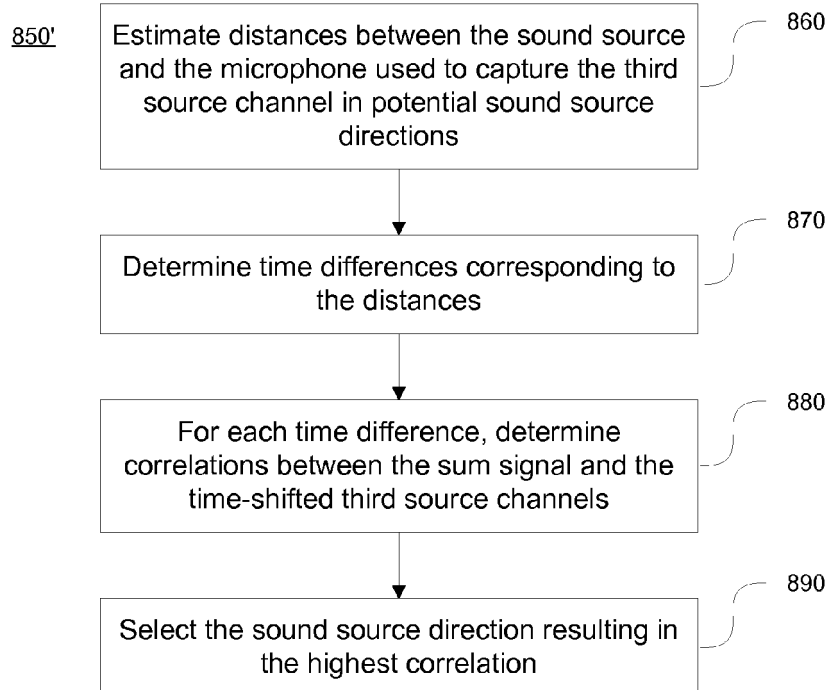 850'
Estimate distances between the sound source
and the microphone used to capture the third
source channel in potential sound source
directions
860
Determine time differences corresponding to
the distances
870
For each time difference, determine
correlations between the sum signal and the
time-shifted third source channels
880
Select the sound source direction resulting in
the highest correlation
890